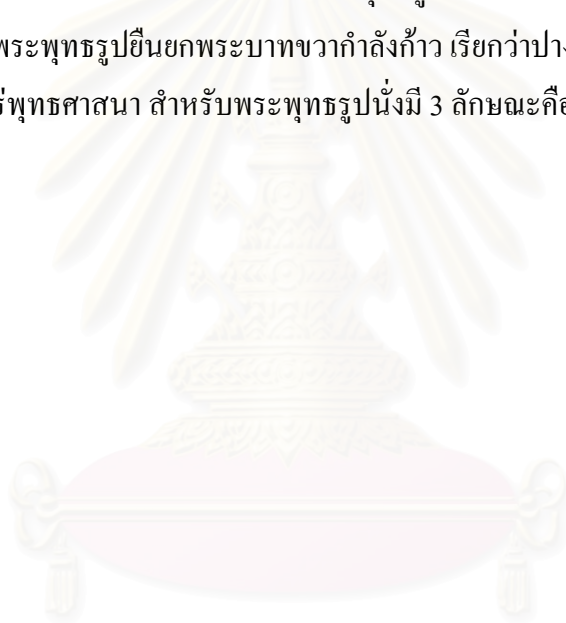 พระพุทธรูปยืนยกพระบาทขวากำลังก้าว เรียกว่าปาง
พุทธศาสนา สำหรับพระพุทธรูปนั่งมี 3 ลักษณะคือ